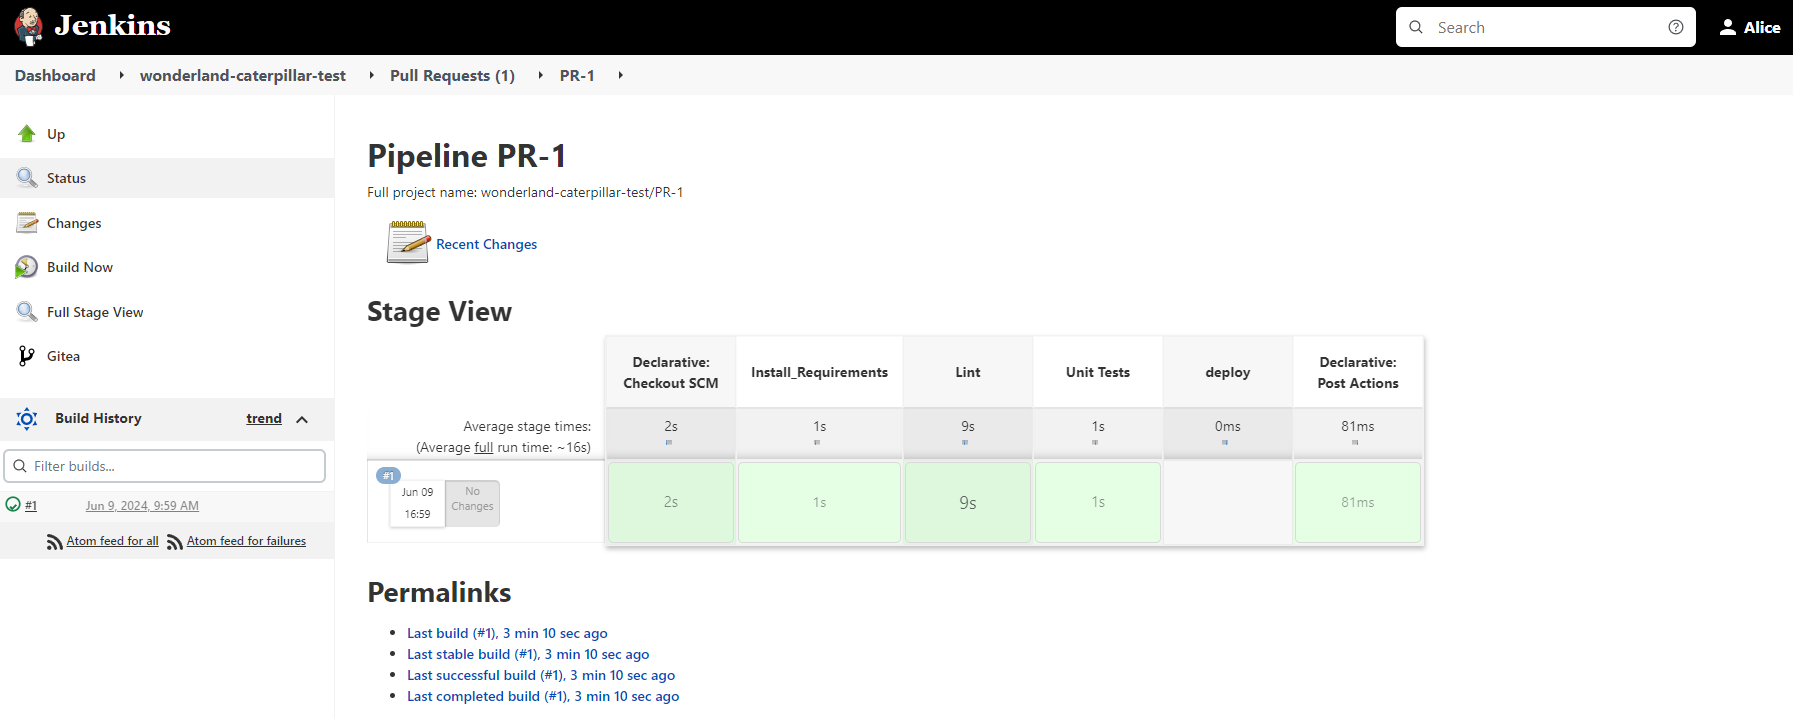 Jenkins
Search
Alice
Dashboard
wonderland-caterpillar-test
Pull Requests (1)
PR-1
Up
Status
Changes
Build Now
Full Stage View
Gitea
Build History
trend
Filter builds...
#1
Jun 9, 2024, 9:59 AM
Atom feed for all
Atom feed for failures
Pipeline PR-1
Full project name: wonderland-caterpillar-test/PR-1
Recent Changes
Stage View
Declarative:
Checkout SCM
Install_Requirements
Lint
Unit Tests
deploy
Declarative:
Post Actions
Average stage times:
(Average full run time: ~16s)
2s
1s
9s
1s
0ms
81ms
#1
Jun 09
16:59
No
Changes
2s
1s
9s
1s
81ms
Permalinks
Last build (#1), 3 min 10 sec ago
Last stable build (#1), 3 min 10 sec ago
Last successful build (#1), 3 min 10 sec ago
Last completed build (#1), 3 min 10 sec ago